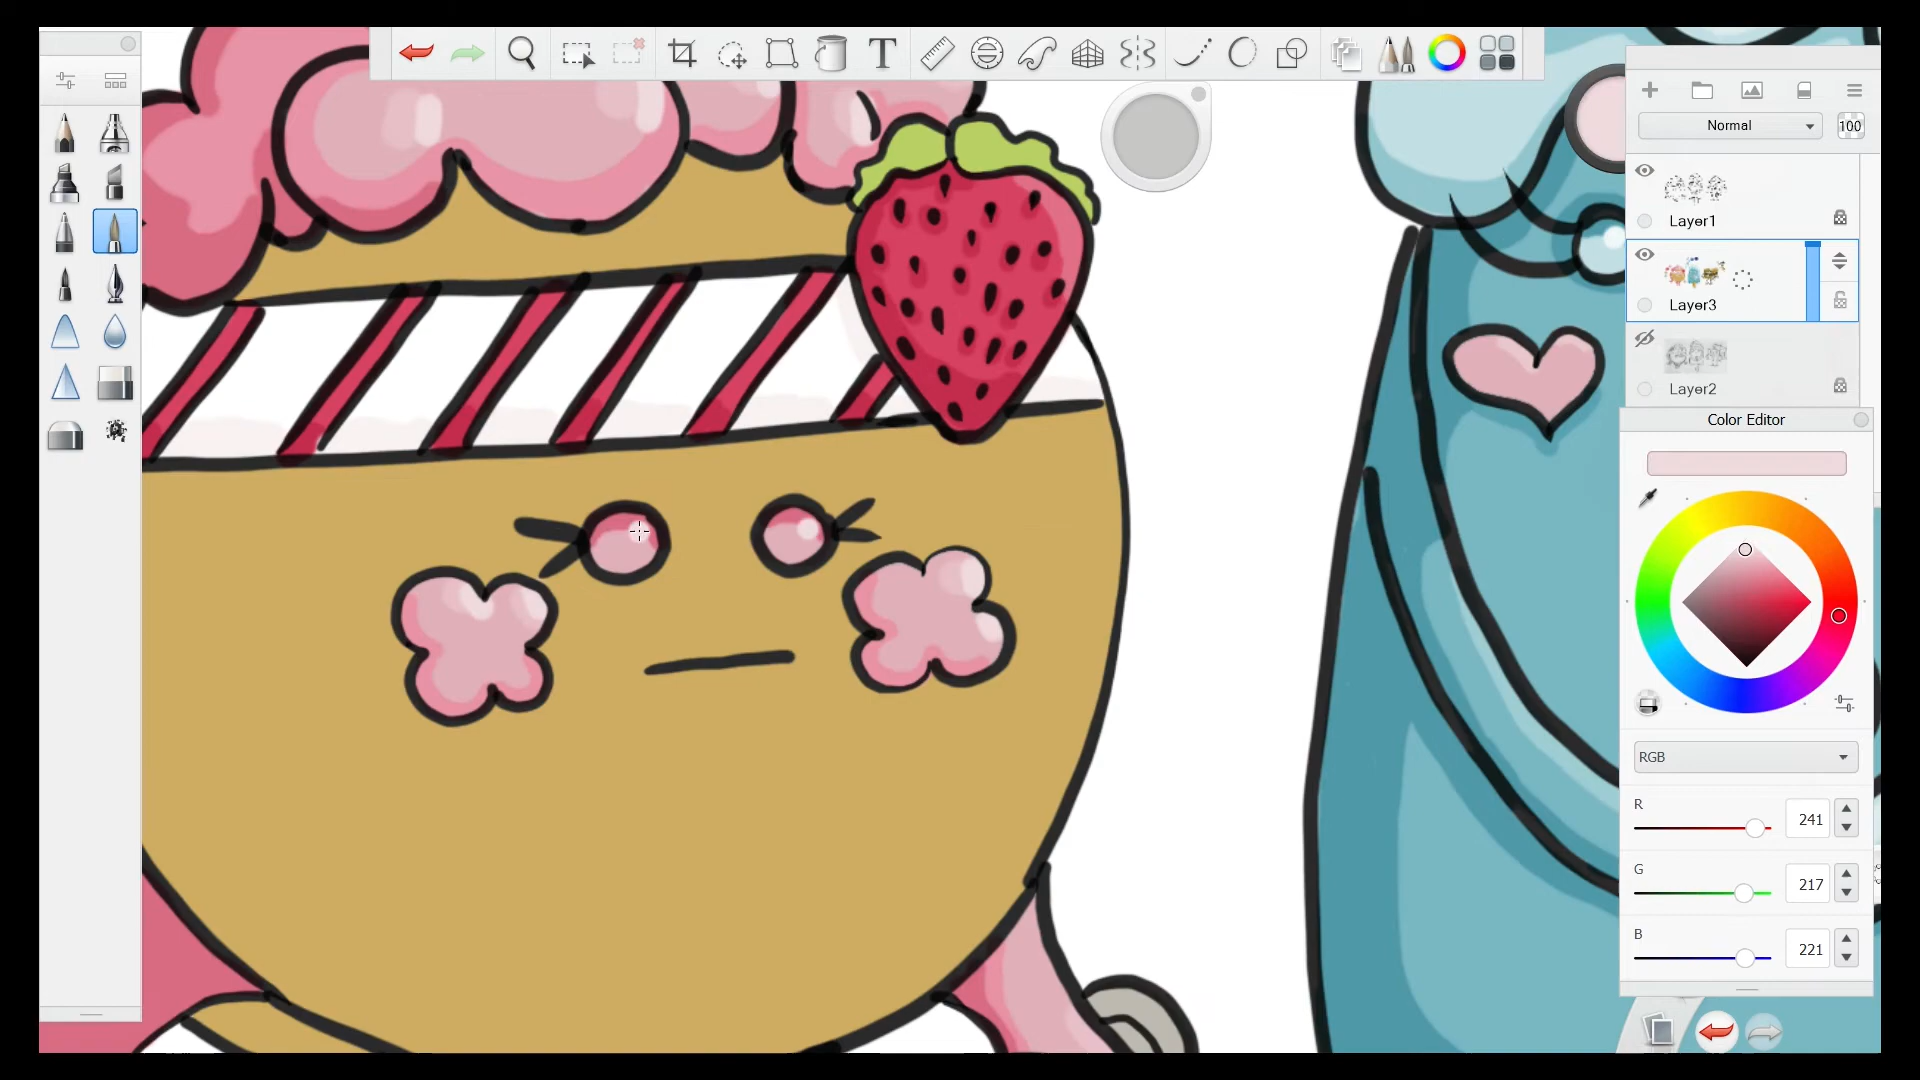 T
Normal
100
Layer1
Layer3
Layer2
Color Editor
RGB
R
241
G
217
B
221